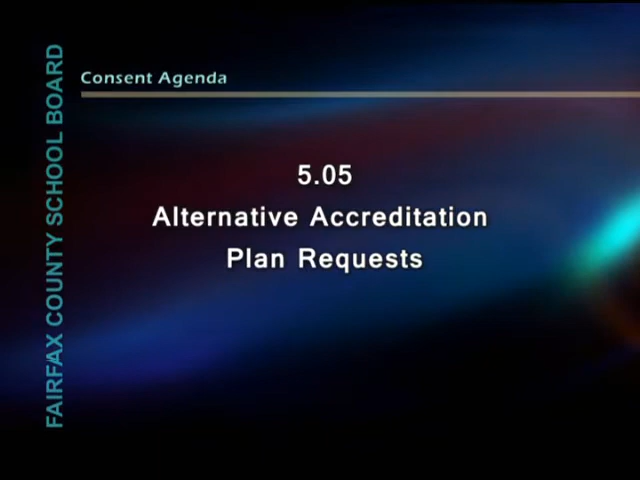 Consent Agenda
5.05
Alternative Accreditation
Plan Requests
FAIRFAX COUNTY SCHOOL BOARD